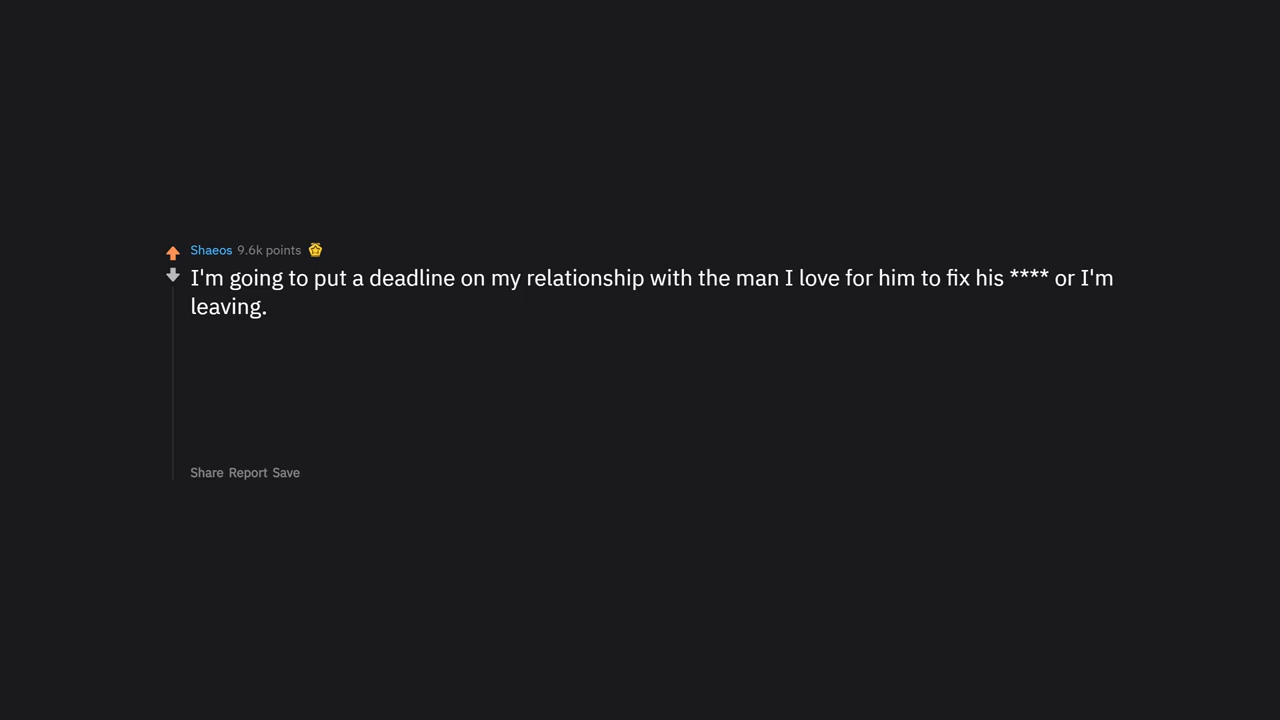 Shaeos 9.6k points
I'm going to put a deadline on my relationship with the man I love for him to fix his **** or I'm
leaving.
Share Report Save